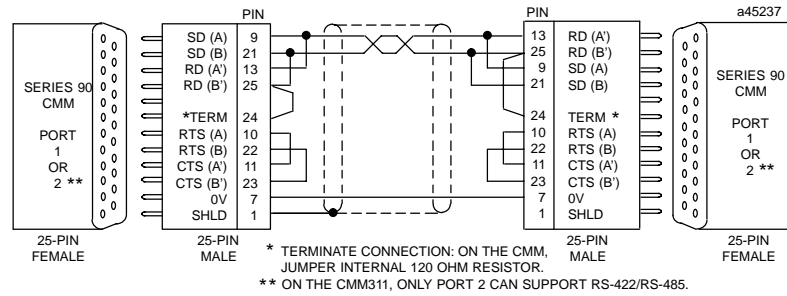 PIN
PIN
a45237
SERIES 90
CMM
PORT
1
OR
2 **
25-PIN
FEMALE
SD (A) 9
SD (B) 21
RD (A') 13
RD (B') 25
*TERM 24
RTS (A) 10
RTS (B) 22
CTS (A') 11
CTS (B') 23
0V 7
SHLD 1
25-PIN
MALE
13 RD (A')
25 RD (B')
9 SD (A)
21 SD (B)
24 TERM *
10 RTS (A)
22 RTS (B)
11 CTS (A')
23 CTS (B')
7 0V
1 SHLD
25-PIN
MALE
SERIES 90
CMM
PORT
1
OR
2 **
25-PIN
FEMALE
* TERMINATE CONNECTION: ON THE CMM,
JUMPER INTERNAL 120 OHM RESISTOR.
** ON THE CMM311, ONLY PORT 2 CAN SUPPORT RS-422/RS-485.